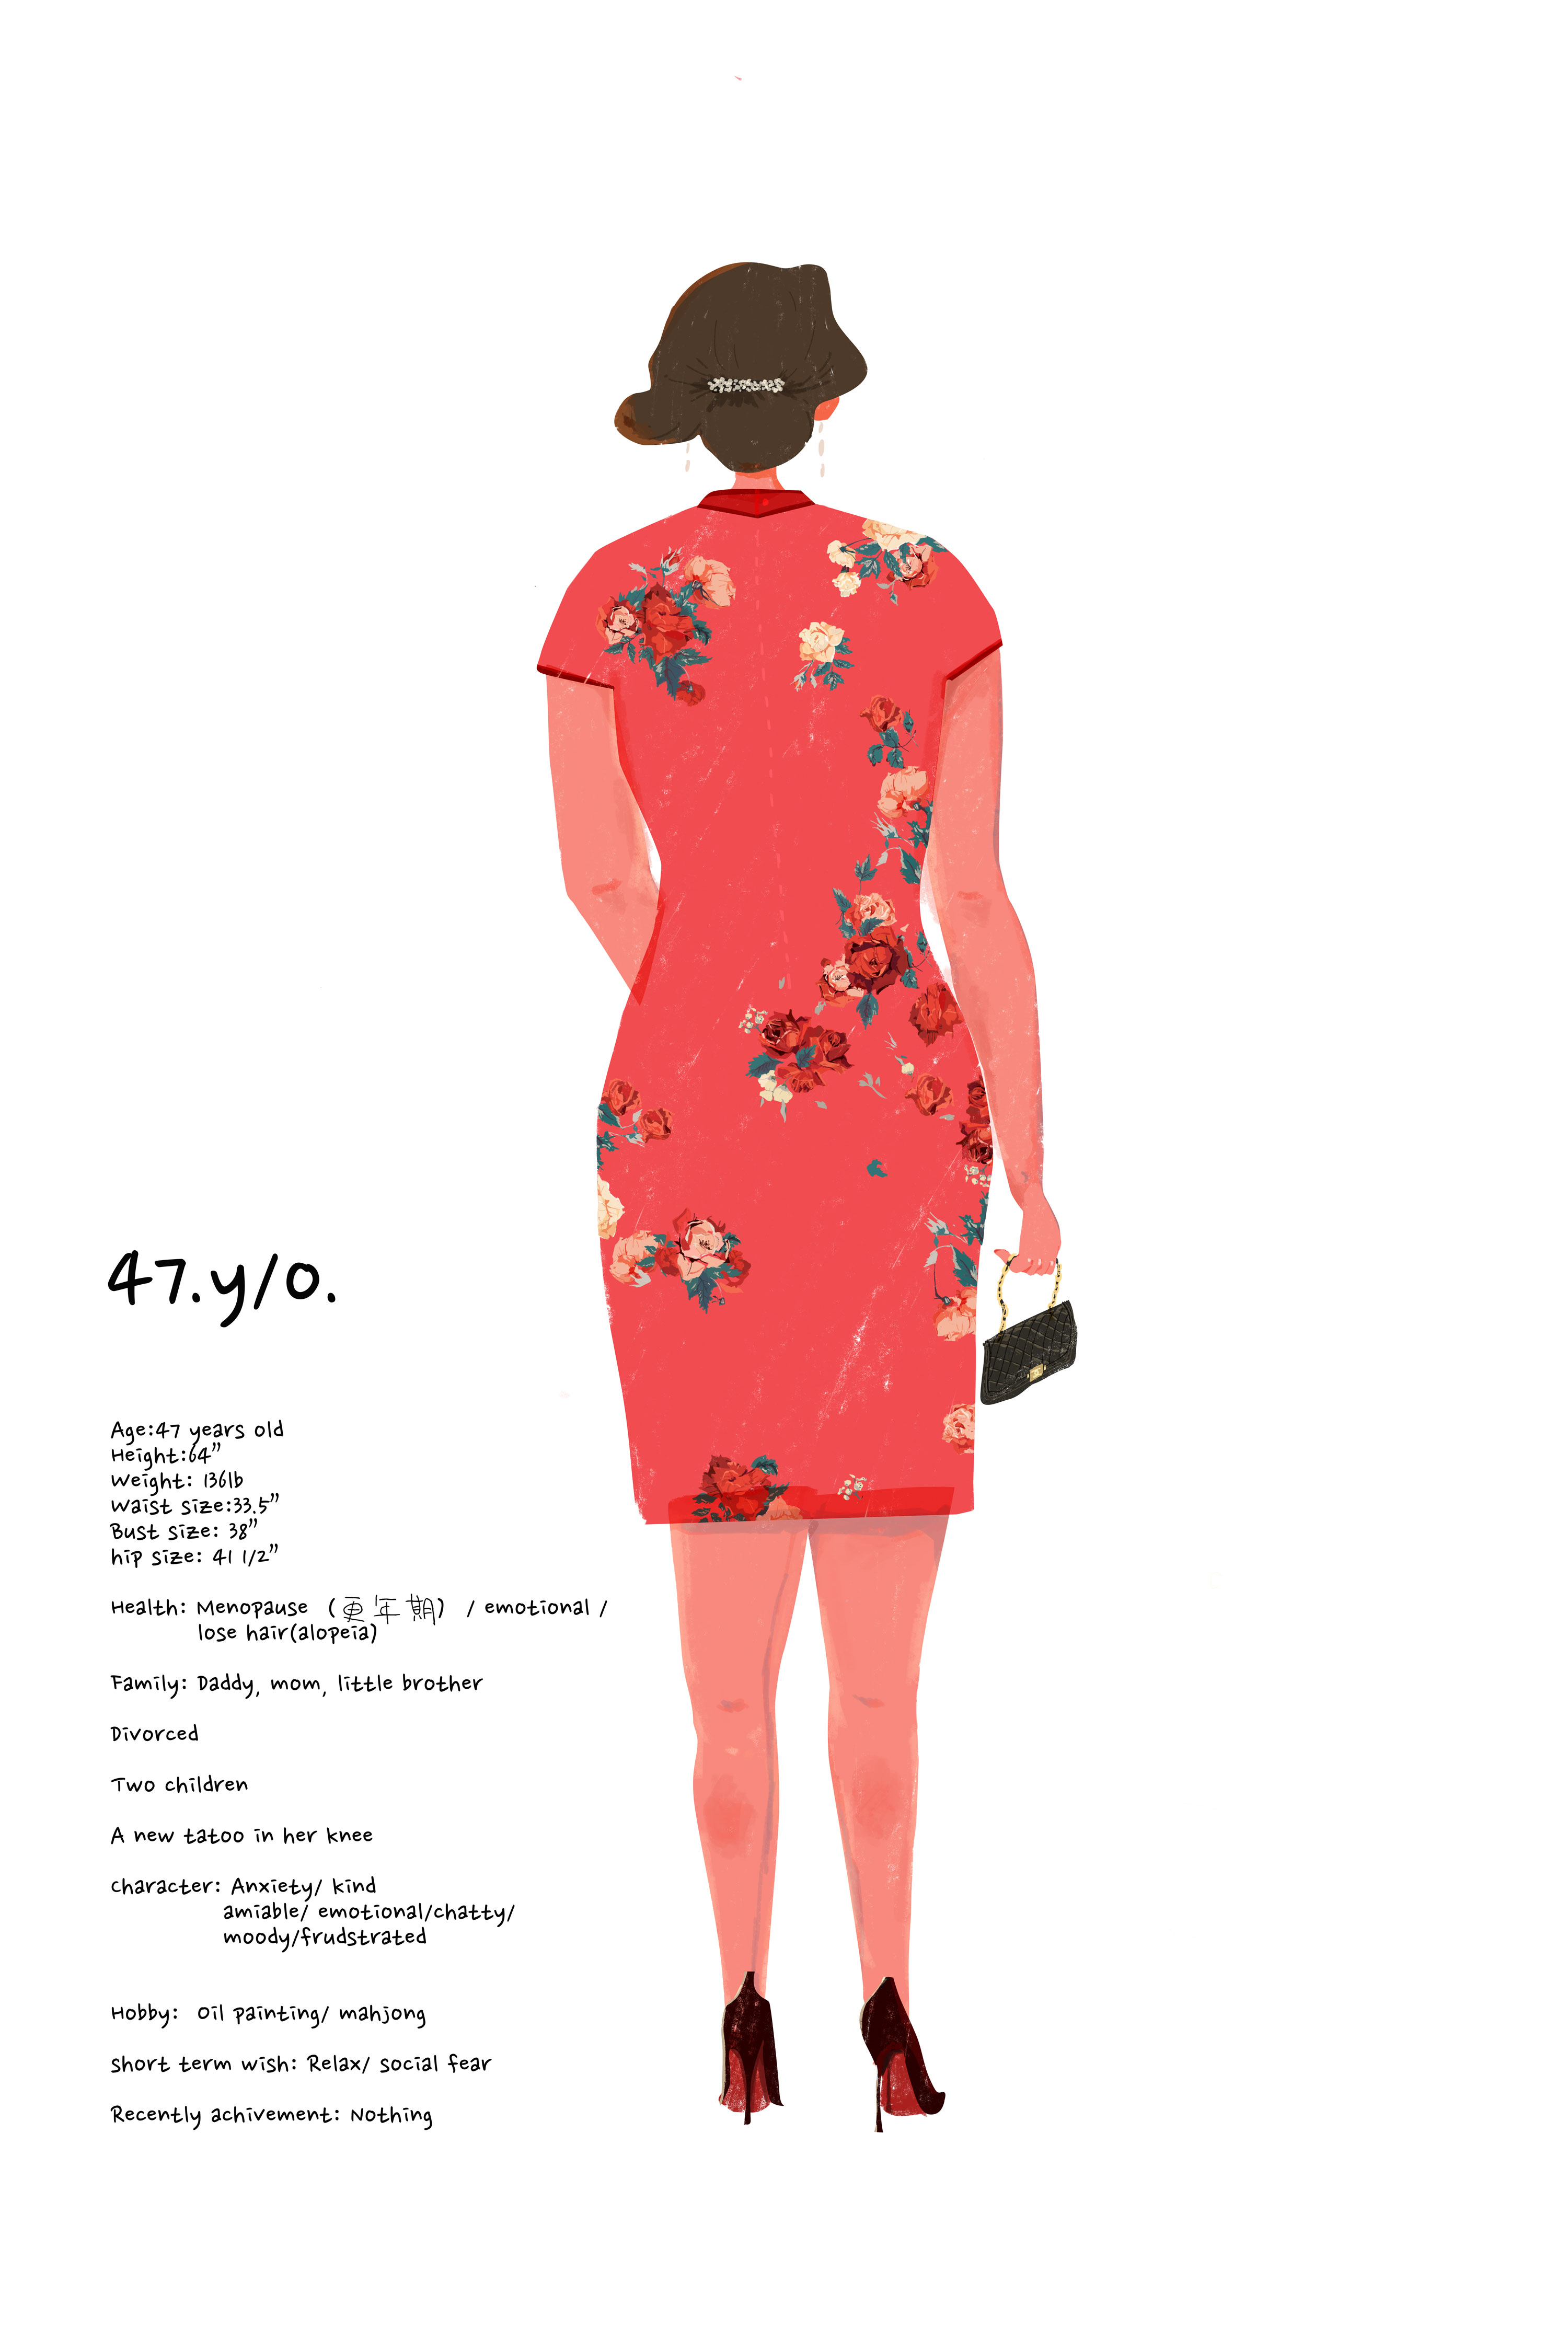 47.y/o.
Age:47 years old
Height:64”
Weight: 136lb
Waist size:33.5”
Bust size: 38”
hip size: 41 1/2”
Health: Menopause (更年期) / emotional /
lose hair(alopeia)
Family: Daddy, mom, little brother
Divorced
Two children
A new tatoo in her knee
character: Anxiety/ kind
amiable/ emotional/chatty/
moody/frudstrated
Hobby: Oil painting/ mahjong
short term wish: Relax/ social fear
Recently achivement: Nothing